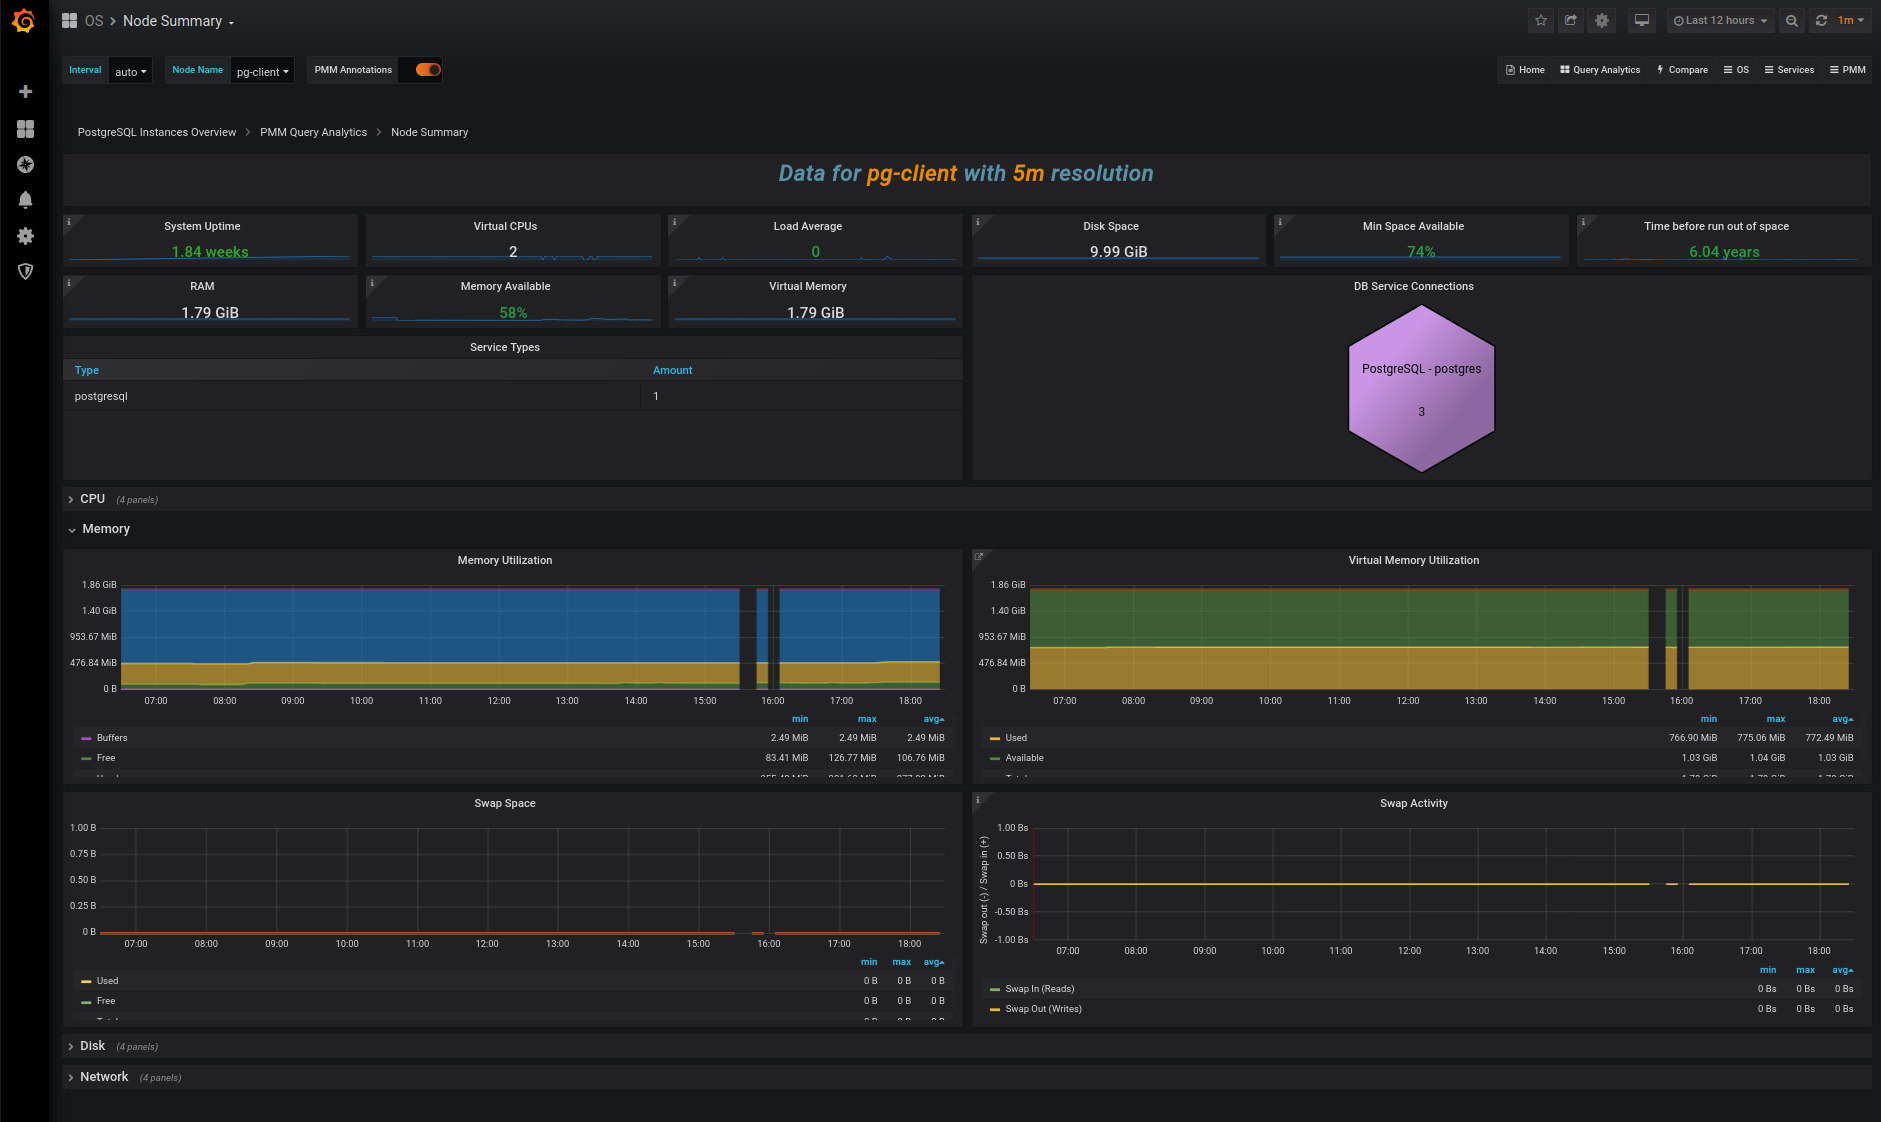 OS > Node Summary
Last 12 hours
1m
Interval auto Node Name pg-client PMM Annotations
Home Query Analytics Compare OS Services PMM
PostgreSQL Instances Overview > PMM Query Analytics > Node Summary
Data for pg-client with 5m resolution
System Uptime
1.84 weeks
Virtual CPUs
2
Load Average
0
Disk Space
9.99 GiB
Min Space Available
74%
Time before run out of space
6.04 years
RAM
1.79 GiB
Memory Available
58%
Virtual Memory
1.79 GiB
DB Service Connections
PostgreSQL - postgres
3
Service Types
Type Amount
postgresql 1
CPU (4 panels)
Memory
Memory Utilization
1.86 GiB
1.40 GiB
953.67 MiB
476.84 MiB
0 B
07:00 08:00 09:00 10:00 11:00 12:00 13:00 14:00 15:00 16:00 17:00 18:00
min max avg
Buffers 2.49 MiB 2.49 MiB 2.49 MiB
Free 83.41 MiB 126.77 MiB 106.76 MiB
Virtual Memory Utilization
1.86 GiB
1.40 GiB
953.67 MiB
476.84 MiB
0 B
07:00 08:00 09:00 10:00 11:00 12:00 13:00 14:00 15:00 16:00 17:00 18:00
min max avg
Used 766.90 MiB 775.06 MiB 772.49 MiB
Available 1.03 GiB 1.04 GiB 1.03 GiB
Swap Space
1.00 B
0.75 B
0.50 B
0.25 B
0 B
07:00 08:00 09:00 10:00 11:00 12:00 13:00 14:00 15:00 16:00 17:00 18:00
min max avg
Used 0 B 0 B 0 B
Free 0 B 0 B 0 B
Swap Activity
Swap out (-) / Swap in (+)
1.00 Bs
0.50 Bs
0 Bs
-0.50 Bs
-1.00 Bs
07:00 08:00 09:00 10:00 11:00 12:00 13:00 14:00 15:00 16:00 17:00 18:00
min max avg
Swap In (Reads) 0 Bs 0 Bs 0 Bs
Swap Out (Writes) 0 Bs 0 Bs 0 Bs
Disk (4 panels)
Network (4 panels)